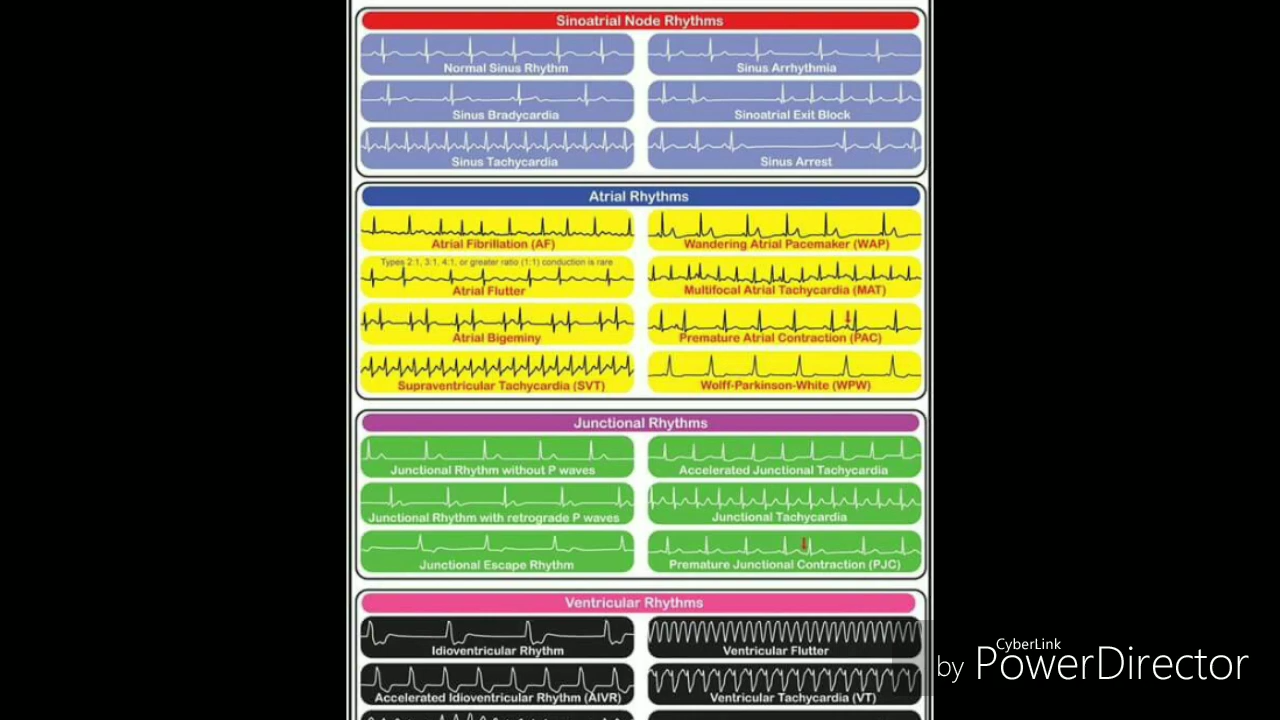 Sinoatrial Node Rhythms
Normal Sinus Rhythm
Sinus Arrhythmia
Sinus Bradycardia
Sinoatrial Exit Block
Sinus Tachycardia
Sinus Arrest
Atrial Rhythms
Atrial Fibrillation (AF)
Wandering Atrial Pacemaker (WAP)
Types 2:1, 3:1, 4:1, or greater ratio (1:1) conduction is rare
Atrial Flutter
Multifocal Atrial Tachycardia (MAT)
Atrial Bigeminy
Premature Atrial Contraction (PAC)
Supraventricular Tachycardia (SVT)
Wolff-Parkinson-White (WPW)
Junctional Rhythms
Junctional Rhythm without P waves
Accelerated Junctional Tachycardia
Junctional Rhythm with retrograde P waves
Junctional Tachycardia
Junctional Escape Rhythm
Premature Junctional Contraction (PJC)
Ventricular Rhythms
Idioventricular Rhythm
Ventricular Flutter
Accelerated Idioventricular Rhythm (AIVR)
Ventricular Tachycardia (VT)
CyberLink
by PowerDirector